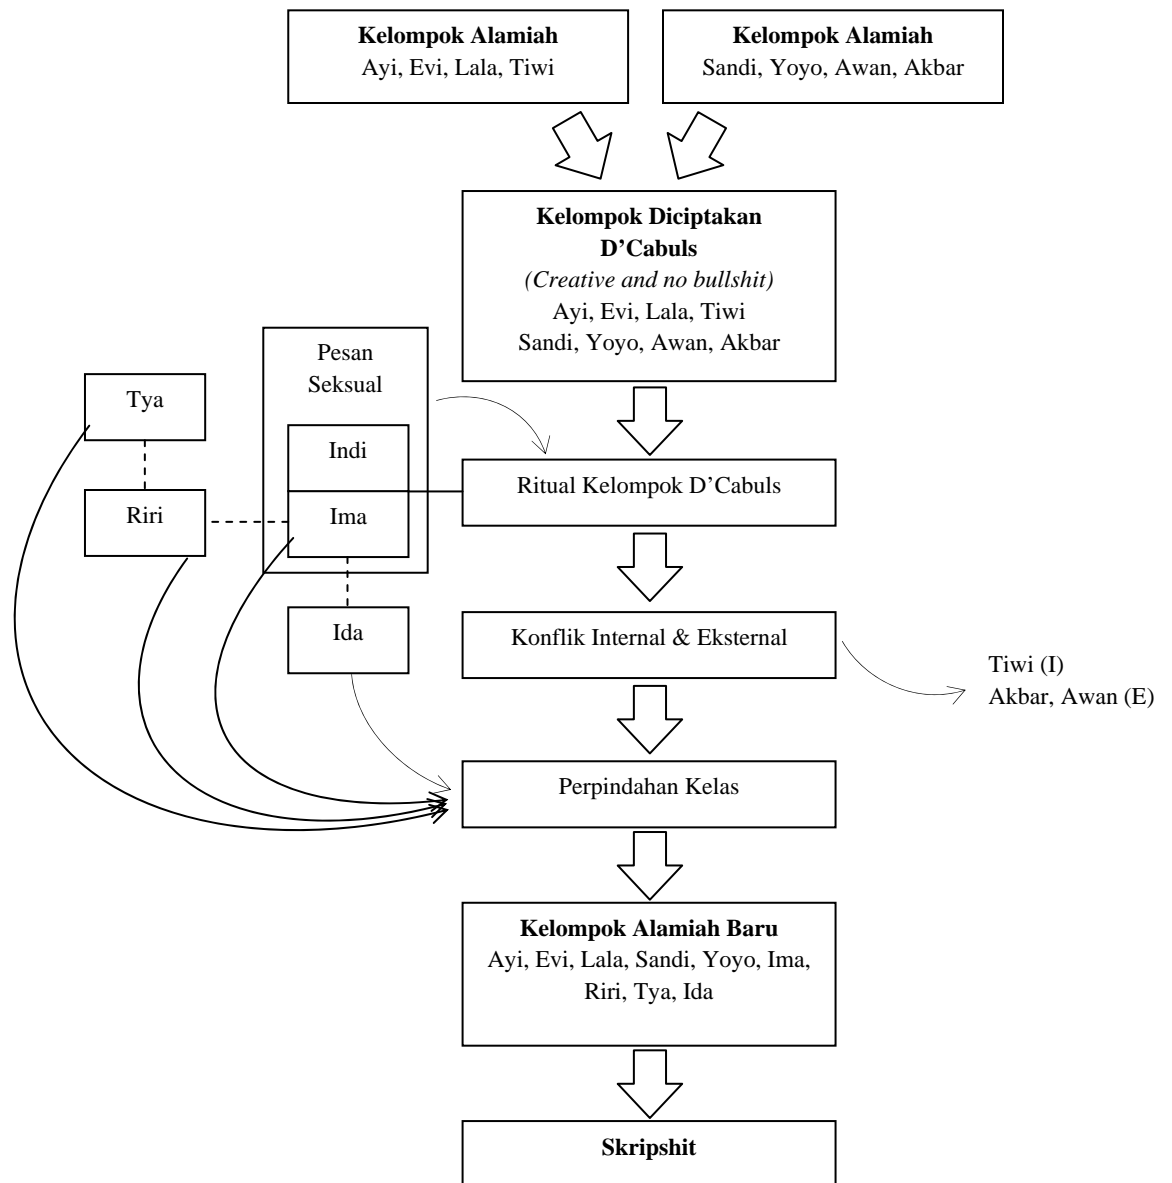 Kelompok Alamiah
Ayi, Evi, Lala, Tiwi
Kelompok Alamiah
Sandi, Yoyo, Awan, Akbar
Kelompok Diciptakan
D’Cabuls
(Creative and no bullshit)
Ayi, Evi, Lala, Tiwi
Sandi, Yoyo, Awan, Akbar
Pesan
Seksual
Tya
Indi
Ritual Kelompok D’Cabuls
Riri
Ima
Ida
Konflik Internal & Eksternal
Tiwi (I)
Akbar, Awan (E)
Perpindahan Kelas
Kelompok Alamiah Baru
Ayi, Evi, Lala, Sandi, Yoyo, Ima,
Riri, Tya, Ida
Skripshit